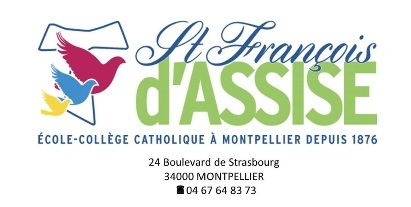 St François
d'ASSISE
ÉCOLE-COLLÈGE CATHOLIQUE À MONTPELLIER DEPUIS 1876
24 Boulevard de Strasbourg
34000 MONTPELLIER
☎04 67 64 83 73